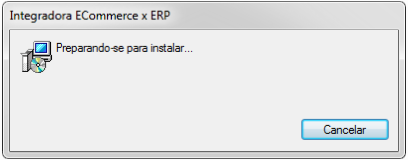 Integradora ECommerce x ERP
Preparando-se para instalar...
Cancelar